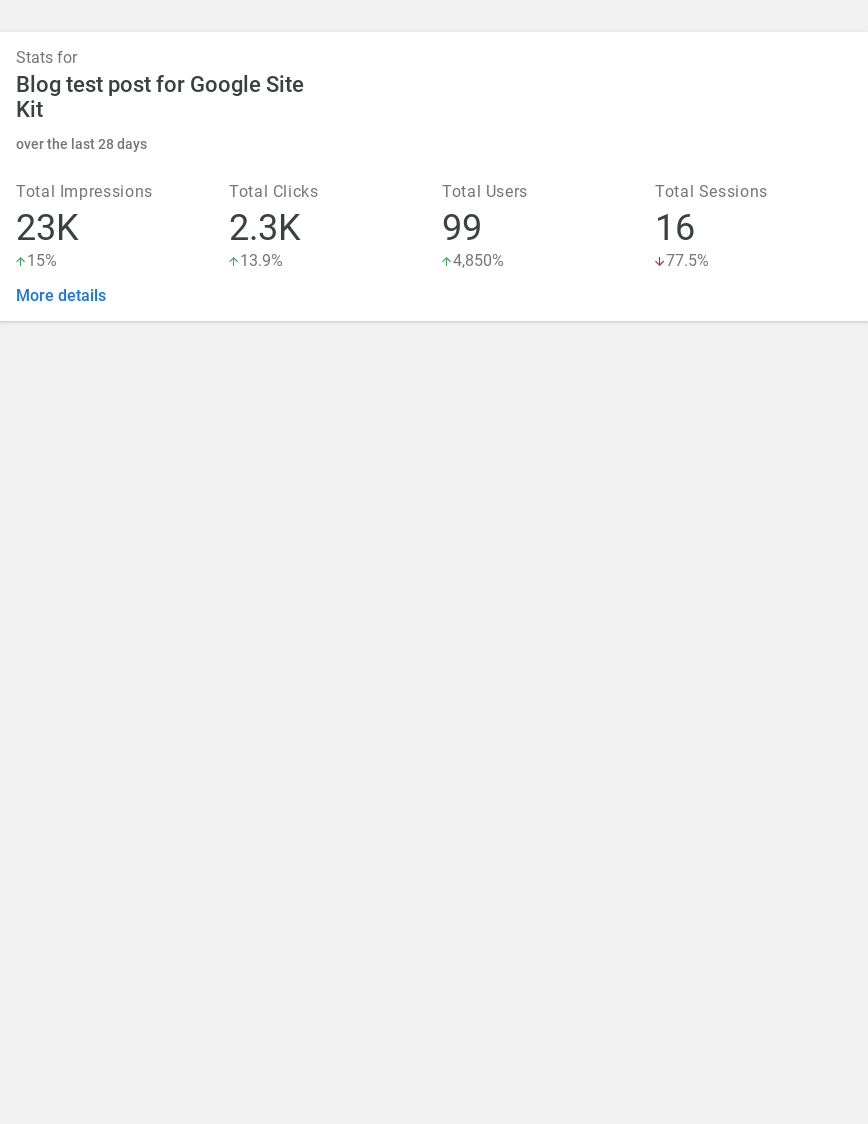 Stats for
Blog test post for Google Site
Kit
over the last 28 days
Total Impressions
23K
15%
Total Clicks
2.3K
13.9%
Total Users
99
4,850%
Total Sessions
16
77.5%
More details